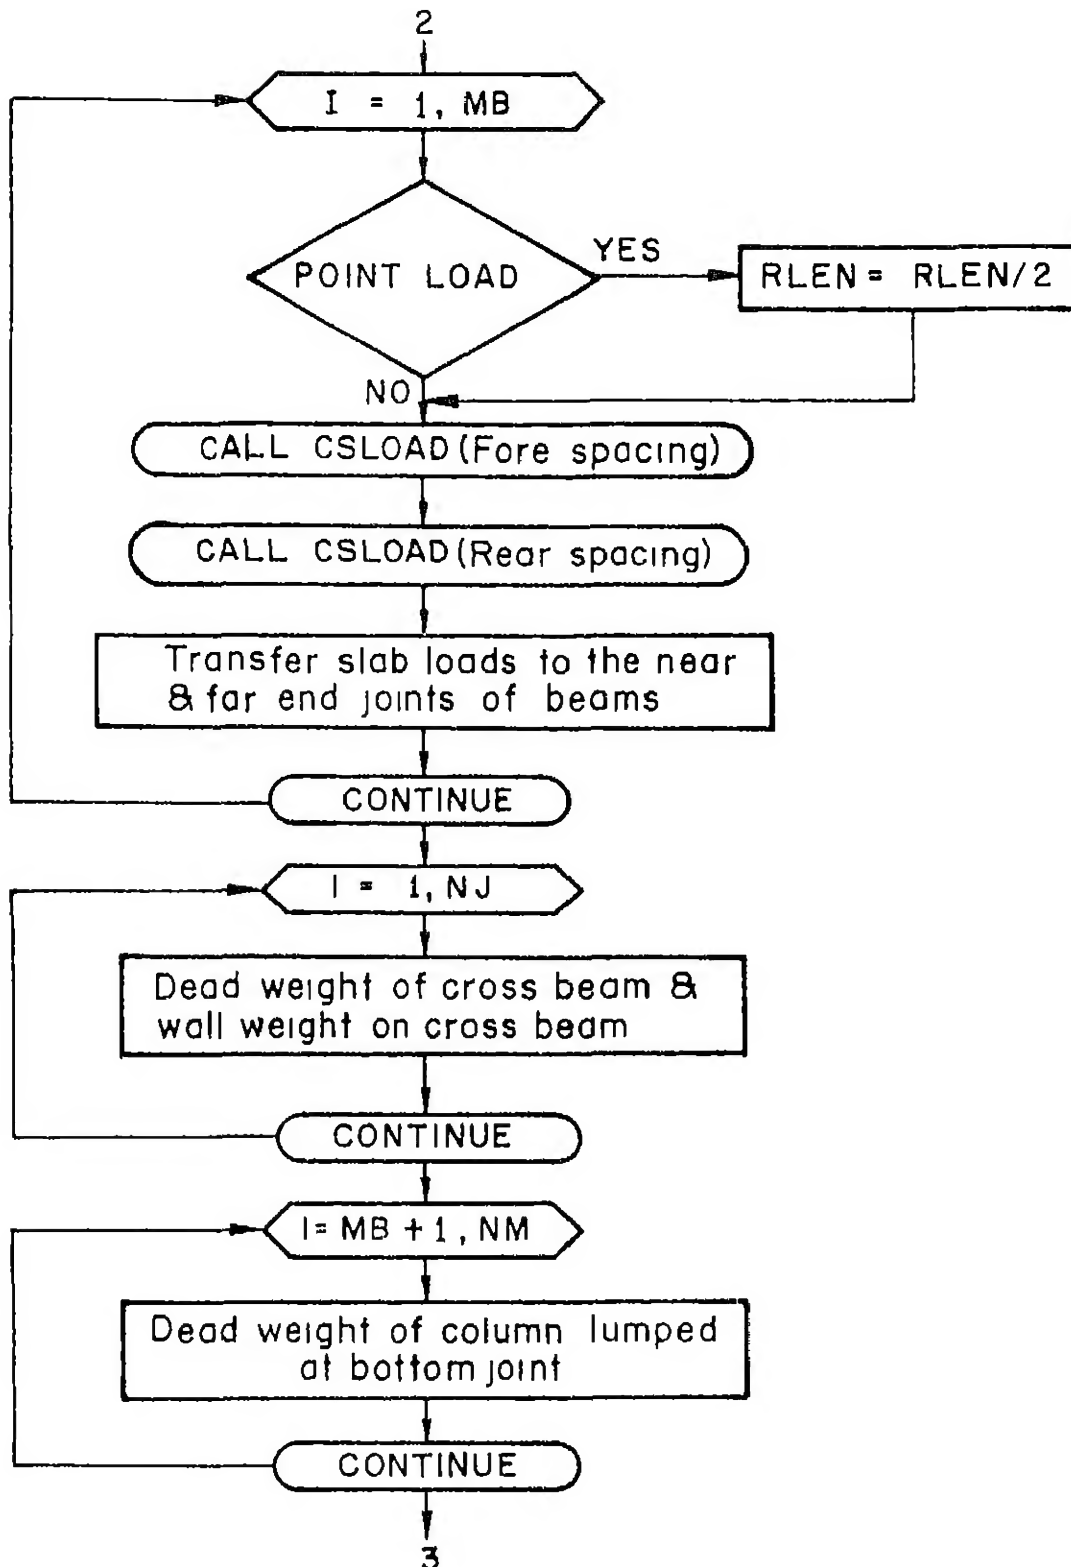 2
I = 1, MB
POINT LOAD
YES
RLEN = RLEN/2
NO
CALL CSLOAD (Fore spacing)
CALL CSLOAD (Rear spacing)
Transfer slab loads to the near
& far end joints of beams
CONTINUE
I = 1, NJ
Dead weight of cross beam &
wall weight on cross beam
CONTINUE
I = MB + 1, NM
Dead weight of column lumped
at bottom joint
CONTINUE
3